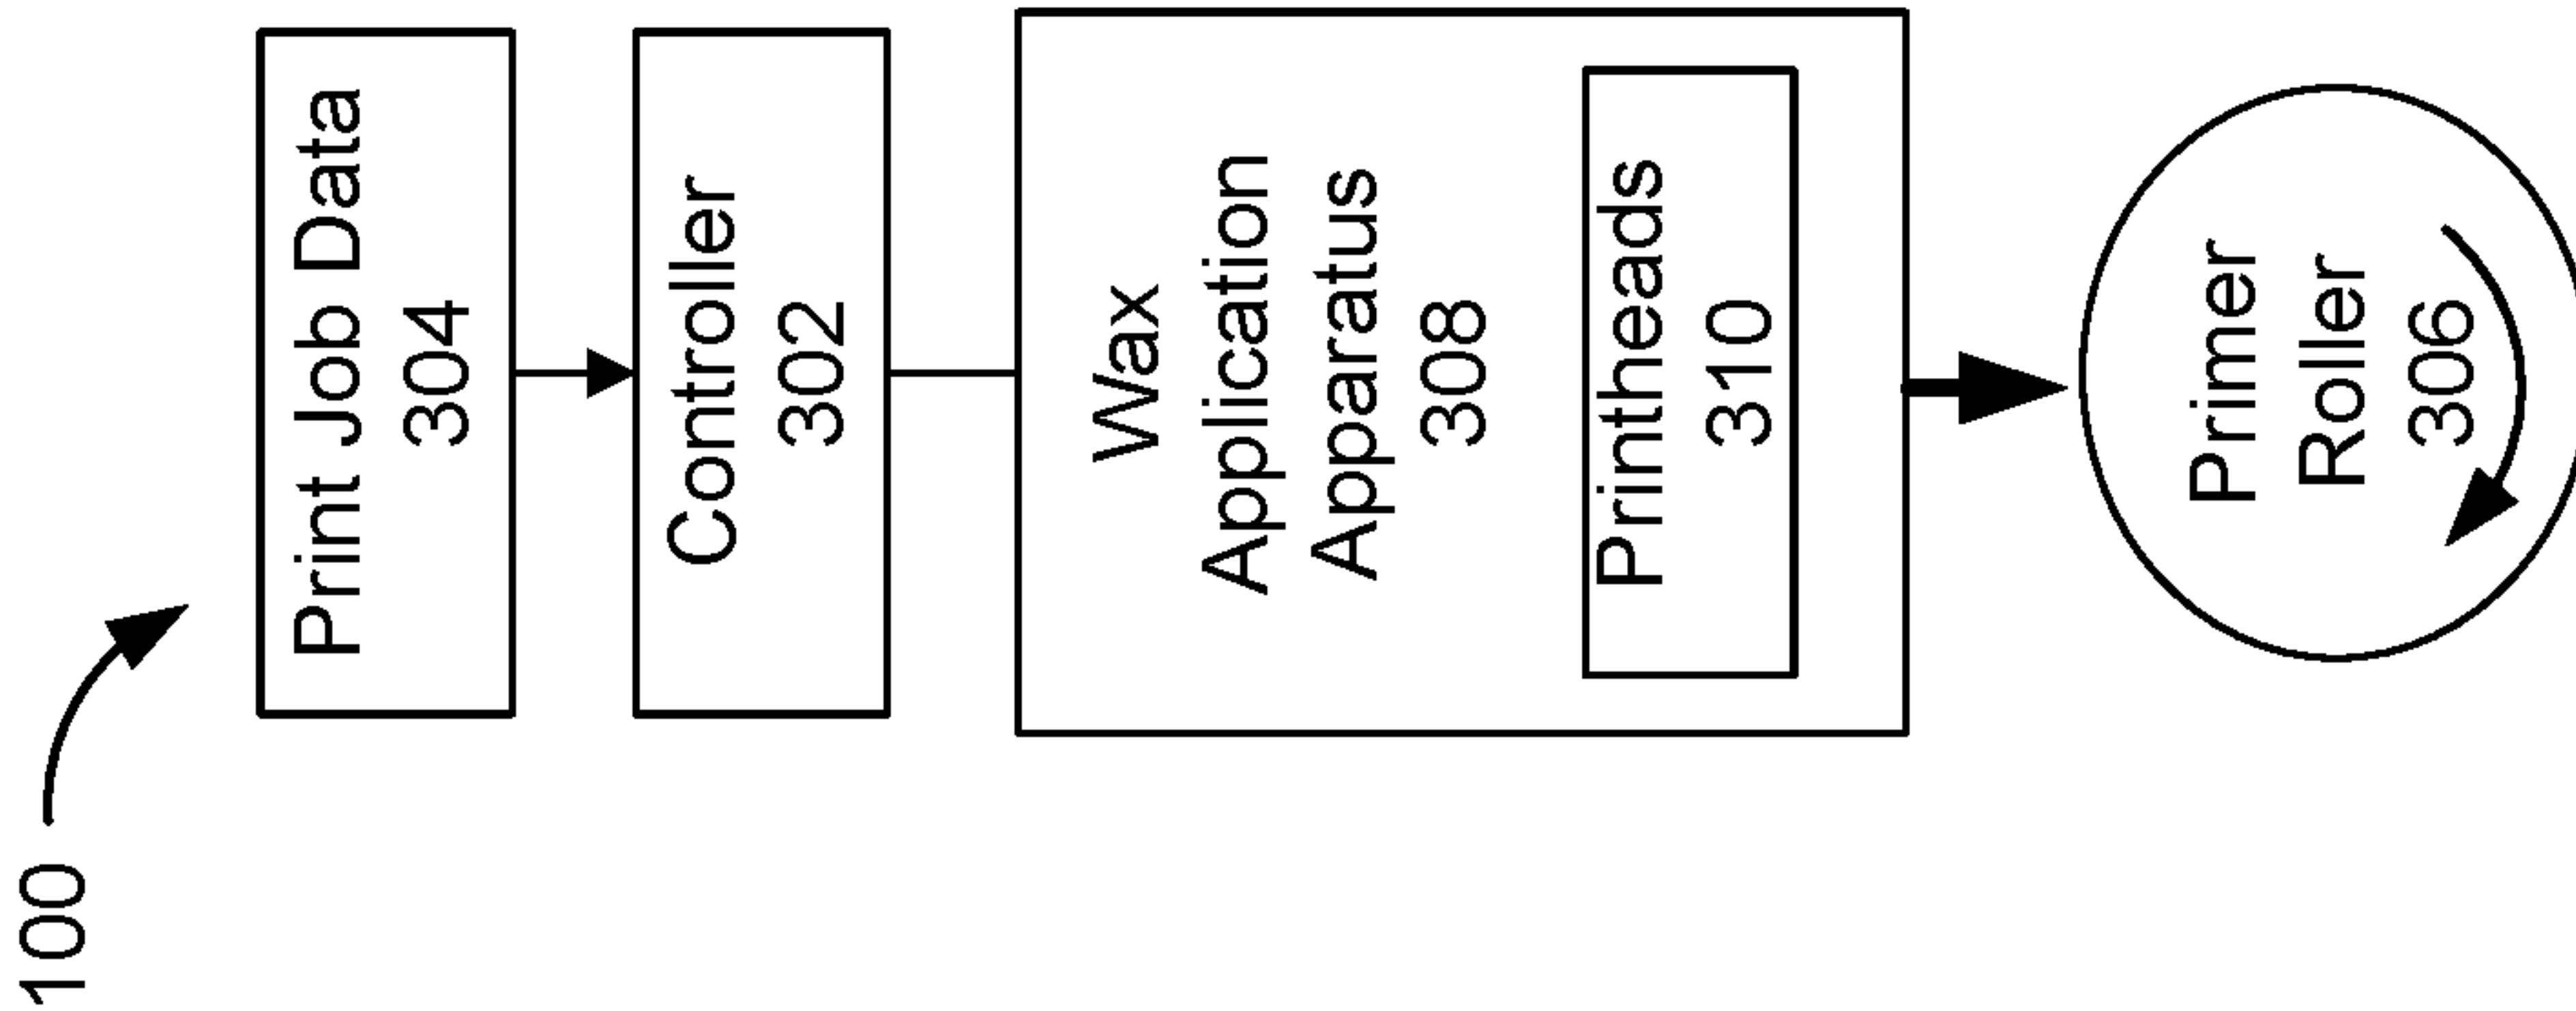 100
Print Job Data
304
Controller
302
Wax
Application
Apparatus
308
Printheads
310
Primer
Roller
306